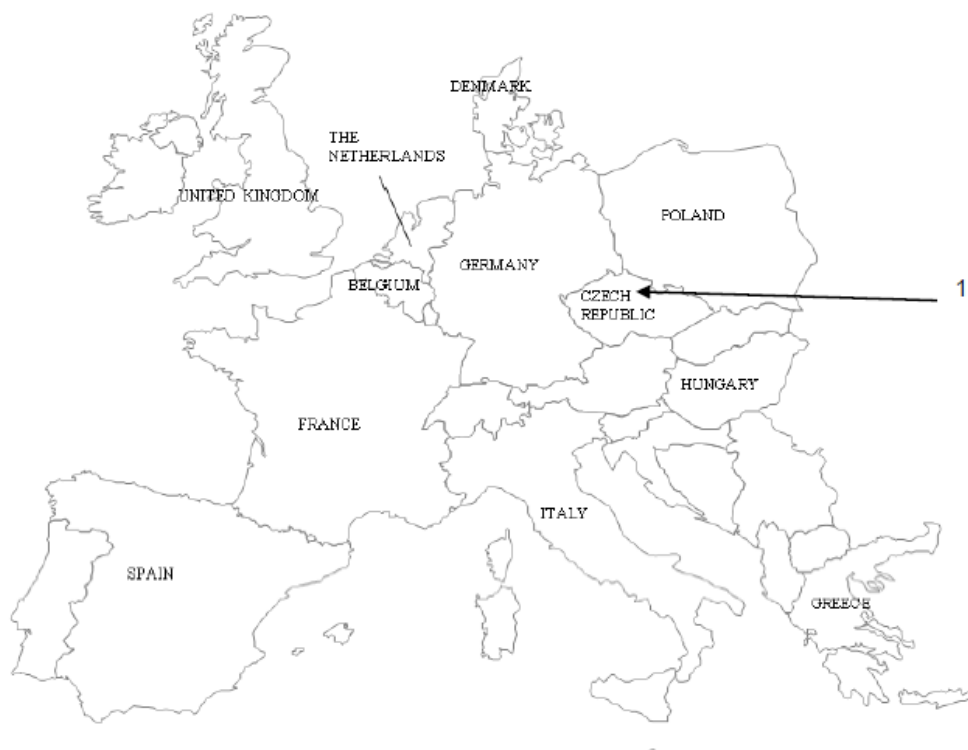 DENMARK
THE
NETHERLANDS
UNITED KINGDOM
POLAND
GERMANY
BELGIUM
CZECH
REPUBLIC
1
HUNGARY
FRANCE
ITALY
SPAIN
GREECE